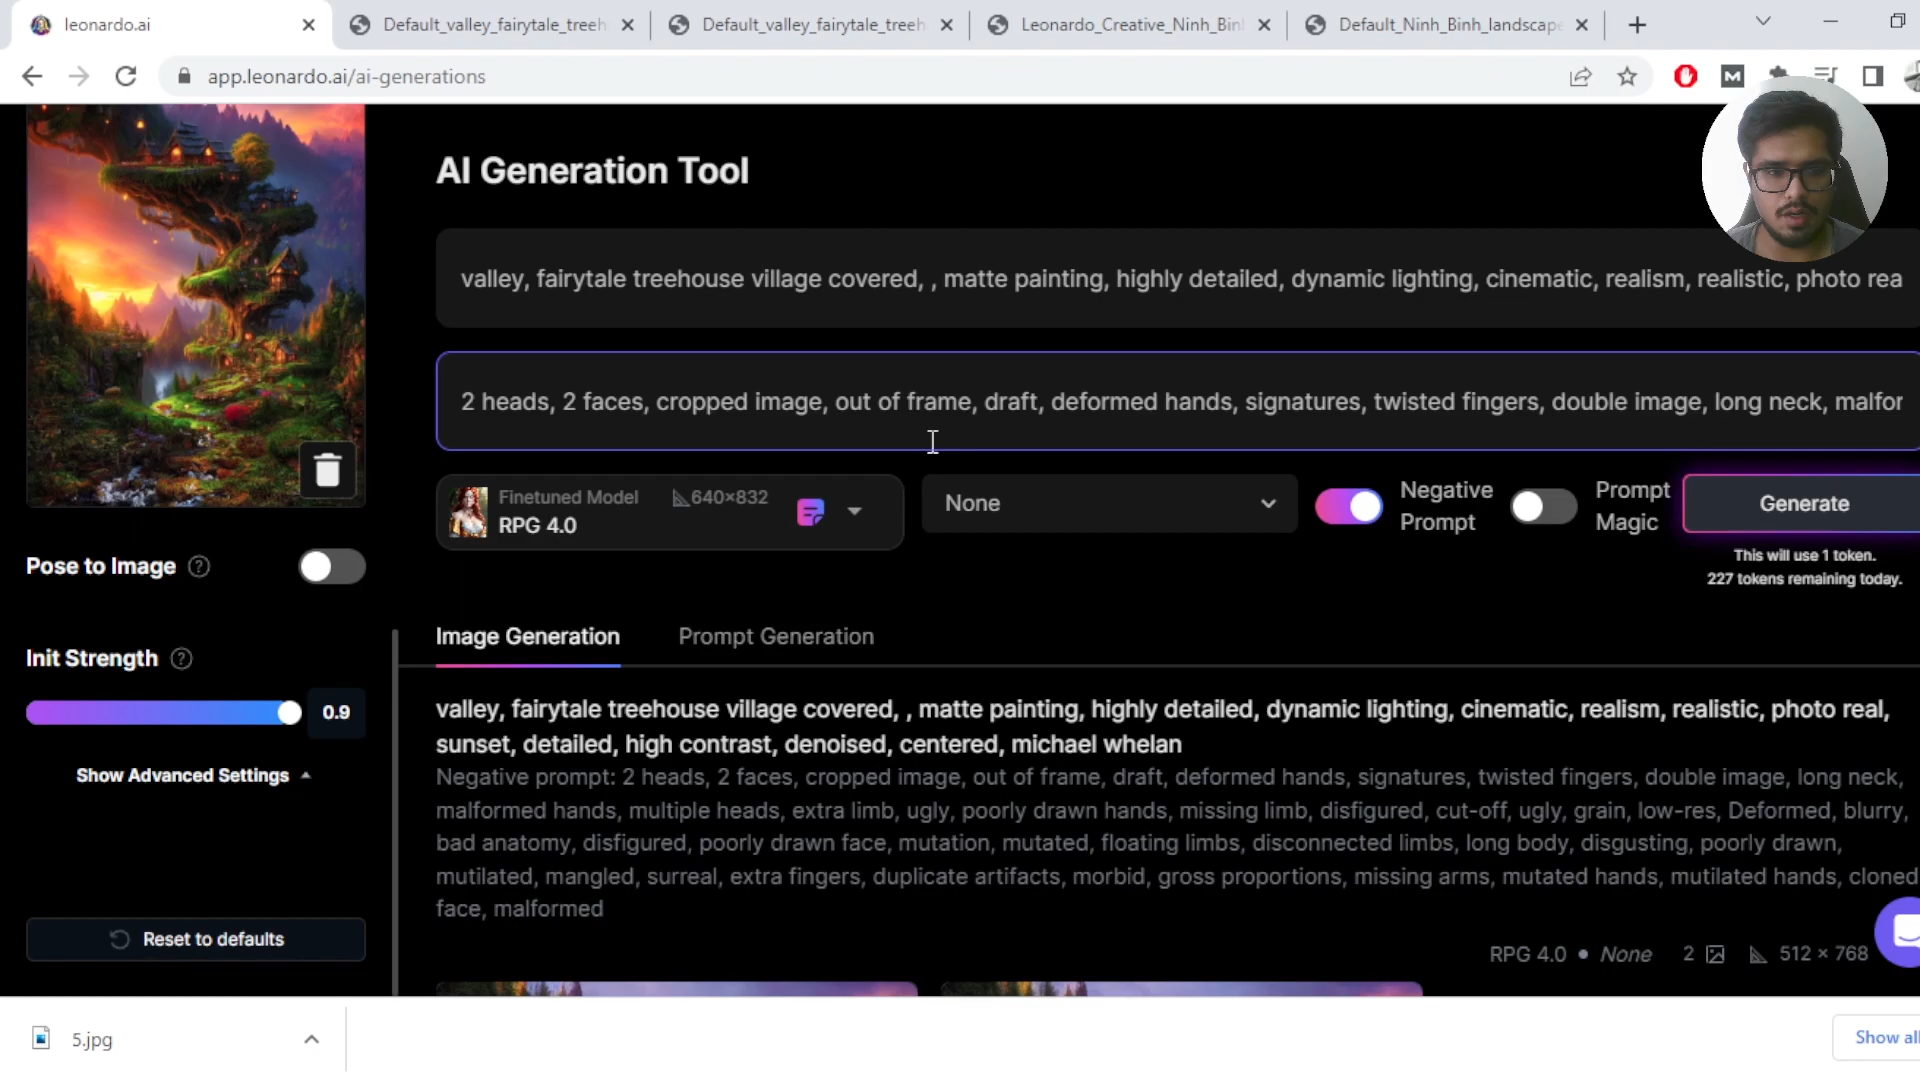 leonardo.ai
Default_valley_fairytale_treeh
Default_valley_fairytale_treeh
Leonardo_Creative_Ninh_Bin
Default_Ninh_Binh_landscape
app.leonardo.ai/ai-generations
AI Generation Tool
valley, fairytale treehouse village covered, , matte painting, highly detailed, dynamic lighting, cinematic, realism, realistic, photo rea
2 heads, 2 faces, cropped image, out of frame, draft, deformed hands, signatures, twisted fingers, double image, long neck, malfor
Finetuned Model 640×832
RPG 4.0
None
Negative
Prompt
Prompt
Magic
Generate
This will use 1 token.
227 tokens remaining today.
Pose to Image ?
Init Strength ?
0.9
Show Advanced Settings
Reset to defaults
Image Generation Prompt Generation
valley, fairytale treehouse village covered, , matte painting, highly detailed, dynamic lighting, cinematic, realism, realistic, photo real,
sunset, detailed, high contrast, denoised, centered, michael whelan
Negative prompt: 2 heads, 2 faces, cropped image, out of frame, draft, deformed hands, signatures, twisted fingers, double image, long neck,
malformed hands, multiple heads, extra limb, ugly, poorly drawn hands, missing limb, disfigured, cut-off, ugly, grain, low-res, Deformed, blurry,
bad anatomy, disfigured, poorly drawn face, mutation, mutated, floating limbs, disconnected limbs, long body, disgusting, poorly drawn,
mutilated, mangled, surreal, extra fingers, duplicate artifacts, morbid, gross proportions, missing arms, mutated hands, mutilated hands, cloned
face, malformed
RPG 4.0 • None 2 512 × 768
5.jpg
Show all